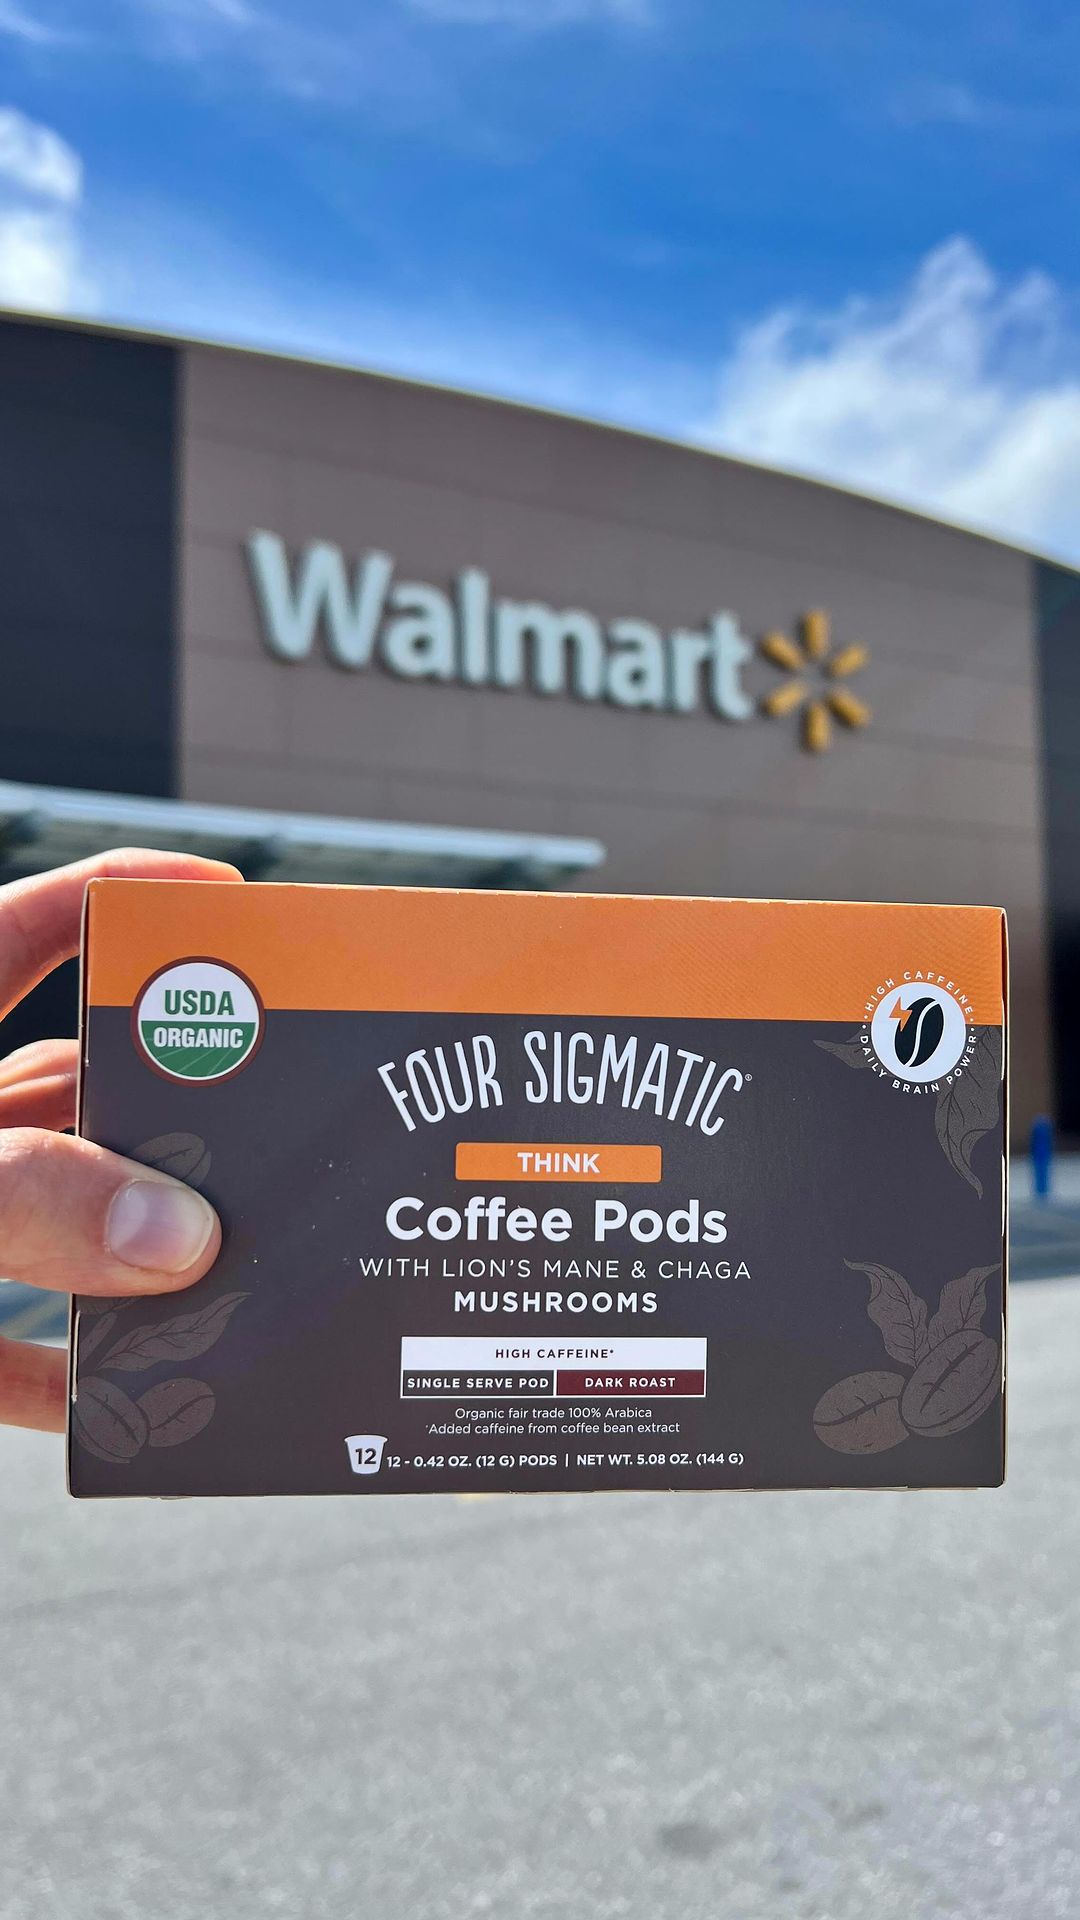 Walmart
USDA
ORGANIC
HIGH CAFFEINE
DAILY BRAIN POWER
FOUR SIGMATIC®
THINK
Coffee Pods
WITH LION'S MANE & CHAGA
MUSHROOMS
HIGH CAFFEINE*
SINGLE SERVE POD DARK ROAST
Organic fair trade 100% Arabica
*Added caffeine from coffee bean extract
12 12 - 0.42 OZ. (12 G) PODS | NET WT. 5.08 OZ. (144 G)